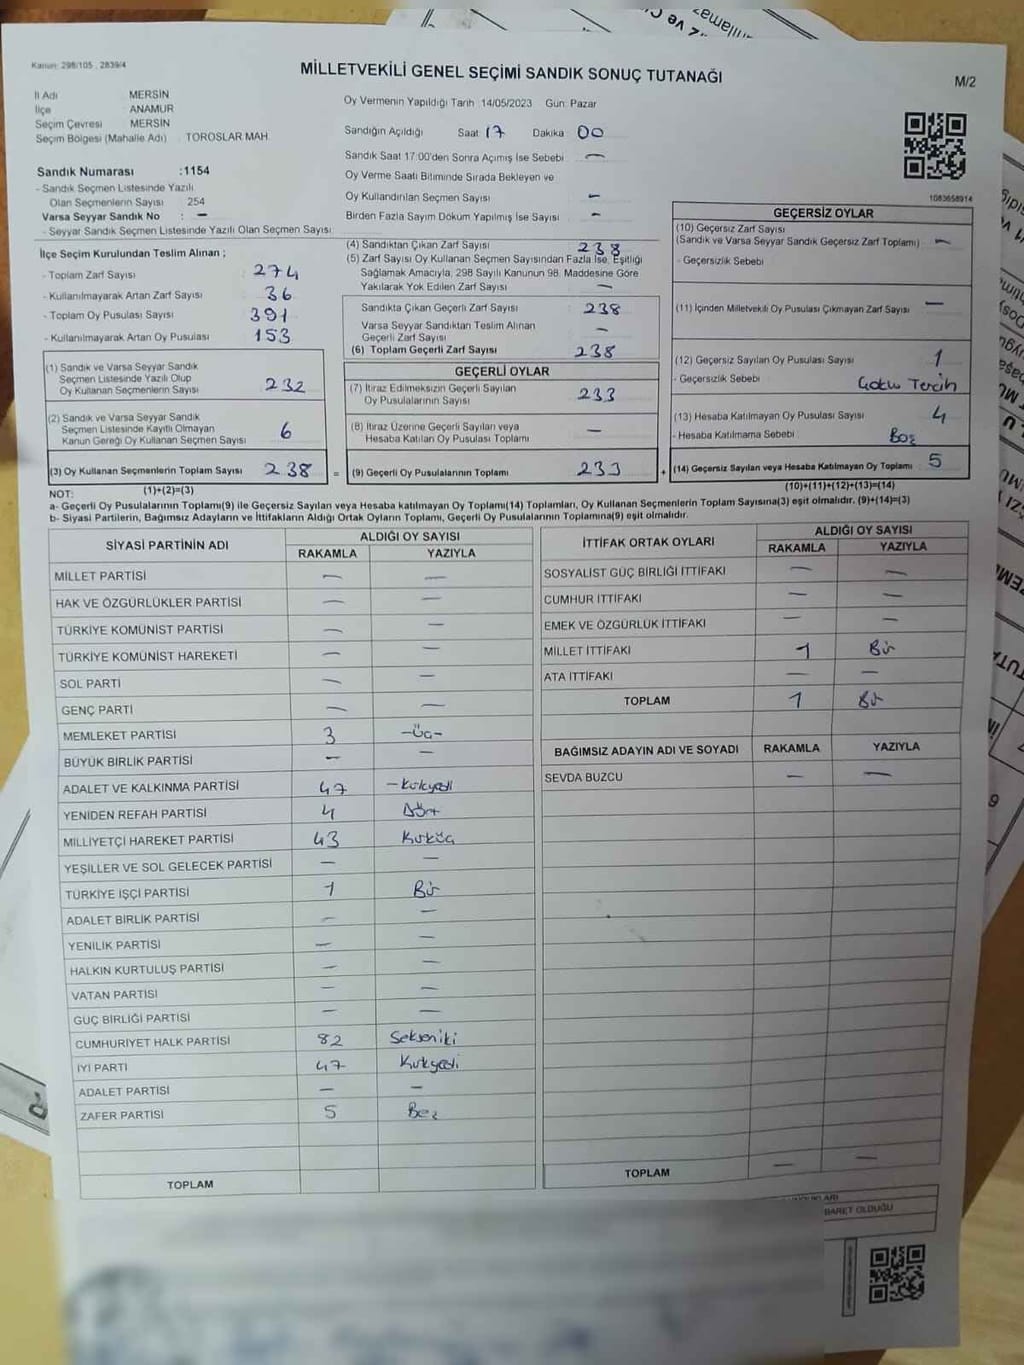 Kanun: 298/105 , 2839/4
MİLLETVEKİLİ GENEL SEÇİMİ SANDIK SONUÇ TUTANAĞI
M/2
İl Adı MERSİN
İlçe ANAMUR
Seçim Çevresi MERSİN
Seçim Bölgesi (Mahalle Adı) TOROSLAR MAH.
Sandık Numarası :1154
- Sandık Seçmen Listesinde Yazılı
Olan Seçmenlerin Sayısı 254
Varsa Seyyar Sandık No : –
- Seyyar Sandık Seçmen Listesinde Yazılı Olan Seçmen Sayısı
Oy Vermenin Yapıldığı Tarih 14/05/2023 Gün: Pazar
Sandığın Açıldığı Saat 17 Dakika 00
Sandık Saat 17:00'den Sonra Açımış İse Sebebi –
Oy Verme Saati Bitiminde Sırada Bekleyen ve
Oy Kullandırılan Seçmen Sayısı –
Birden Fazla Sayım Döküm Yapılmış İse Sayısı –
1083658914
İlçe Seçim Kurulundan Teslim Alınan ;
- Toplam Zarf Sayısı 274
- Kullanılmayarak Artan Zarf Sayısı 36
- Toplam Oy Pusulası Sayısı 391
- Kullanılmayarak Artan Oy Pusulası 153
(1) Sandık ve Varsa Seyyar Sandık
Seçmen Listesinde Yazılı Olup
Oy Kullanan Seçmenlerin Sayısı 232
(2) Sandık ve Varsa Seyyar Sandık
Seçmen Listesinde Kayıtlı Olmayan
Kanun Gereği Oy Kullanan Seçmen Sayısı 6
(3) Oy Kullanan Seçmenlerin Toplam Sayısı 238 =
(1)+(2)=(3)
(4) Sandıktan Çıkan Zarf Sayısı 238
(5) Zarf Sayısı Oy Kullanan Seçmen Sayısından Fazla İse, Eşitliği
Sağlamak Amacıyla, 298 Sayılı Kanunun 98. Maddesine Göre
Yakılarak Yok Edilen Zarf Sayısı –
Sandıkta Çıkan Geçerli Zarf Sayısı 238
Varsa Seyyar Sandıktan Teslim Alınan
Geçerli Zarf Sayısı –
(6) Toplam Geçerli Zarf Sayısı 238
GEÇERLİ OYLAR
(7) İtiraz Edilmeksizin Geçerli Sayılan
Oy Pusulalarının Sayısı 233
(8) İtiraz Üzerine Geçerli Sayılan veya
Hesaba Katılan Oy Pusulası Toplamı –
(9) Geçerli Oy Pusulalarının Toplamı 233 +
GEÇERSİZ OYLAR
(10) Geçersiz Zarf Sayısı
(Sandık ve Varsa Seyyar Sandık Geçersiz Zarf Toplamı) –
- Geçersizlik Sebebi
(11) İçinden Milletvekili Oy Pusulası Çıkmayan Zarf Sayısı –
(12) Geçersiz Sayılan Oy Pusulası Sayısı 1
- Geçersizlik Sebebi Çoklu Tercih
(13) Hesaba Katılmayan Oy Pusulası Sayısı 4
- Hesaba Katılmama Sebebi Boş
(14) Geçersiz Sayılan veya Hesaba Katılmayan Oy Toplamı 5
(10)+(11)+(12)+(13)=(14)
NOT:
a- Geçerli Oy Pusulalarının Toplamı(9) ile Geçersiz Sayılan veya Hesaba katılmayan Oy Toplamı(14) Toplamları, Oy Kullanan Seçmenlerin Toplam Sayısına(3) eşit olmalıdır. (9)+(14)=(3)
b- Siyasi Partilerin, Bağımsız Adayların ve İttifakların Aldığı Ortak Oyların Toplamı, Geçerli Oy Pusulalarının Toplamına(9) eşit olmalıdır.
SİYASİ PARTİNİN ADI ALDIĞI OY SAYISI
RAKAMLA YAZIYLA
MİLLET PARTİSİ – –
HAK VE ÖZGÜRLÜKLER PARTİSİ – –
TÜRKİYE KOMÜNİST PARTİSİ – –
TÜRKİYE KOMÜNİST HAREKETİ – –
SOL PARTİ – –
GENÇ PARTİ – –
MEMLEKET PARTİSİ 3 -Üç-
BÜYÜK BİRLİK PARTİSİ – –
ADALET VE KALKINMA PARTİSİ 47 -Kırkyedi
YENİDEN REFAH PARTİSİ 4 Dört
MİLLİYETÇİ HAREKET PARTİSİ 43 Kırküç
YEŞİLLER VE SOL GELECEK PARTİSİ – –
TÜRKİYE İŞÇİ PARTİSİ 1 Bir
ADALET BİRLİK PARTİSİ – –
YENİLİK PARTİSİ – –
HALKIN KURTULUŞ PARTİSİ – –
VATAN PARTİSİ – –
GÜÇ BİRLİĞİ PARTİSİ – –
CUMHURİYET HALK PARTİSİ 82 Sekseniki
İYİ PARTİ 47 Kırkyedi
ADALET PARTİSİ – –
ZAFER PARTİSİ 5 Beş
TOPLAM
İTTİFAK ORTAK OYLARI ALDIĞI OY SAYISI
RAKAMLA YAZIYLA
SOSYALİST GÜÇ BİRLİĞİ İTTİFAKI – –
CUMHUR İTTİFAKI – –
EMEK VE ÖZGÜRLÜK İTTİFAKI – –
MİLLET İTTİFAKI 1 Bir
ATA İTTİFAKI – –
TOPLAM 1 Bir
BAĞIMSIZ ADAYIN ADI VE SOYADI RAKAMLA YAZIYLA
SEVDA BUZCU – –
TOPLAM – –
BARET OLDUĞU